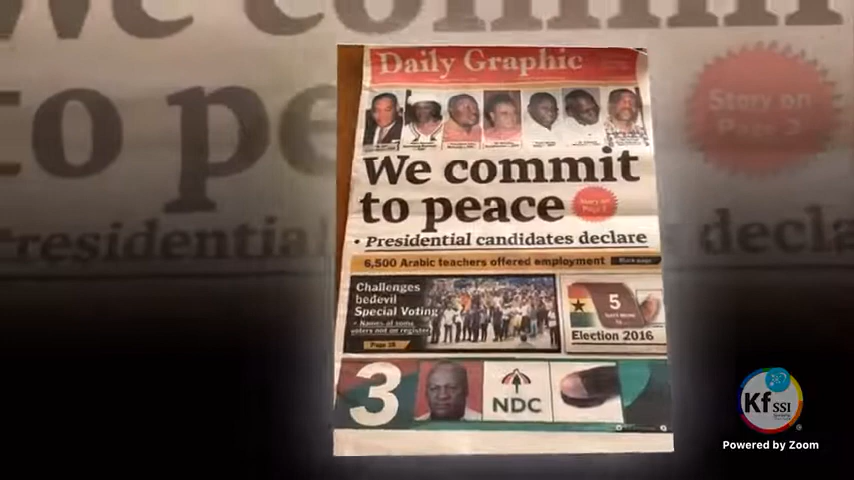 Daily Graphic
We commit
to peace
Story on
Page 3
• Presidential candidates declare
6,500 Arabic teachers offered employment
Challenges
bedevil
Special Voting
• Names of some
voters not on register
5
Election 2016
3
NDC
Kf SSI
Powered by Zoom